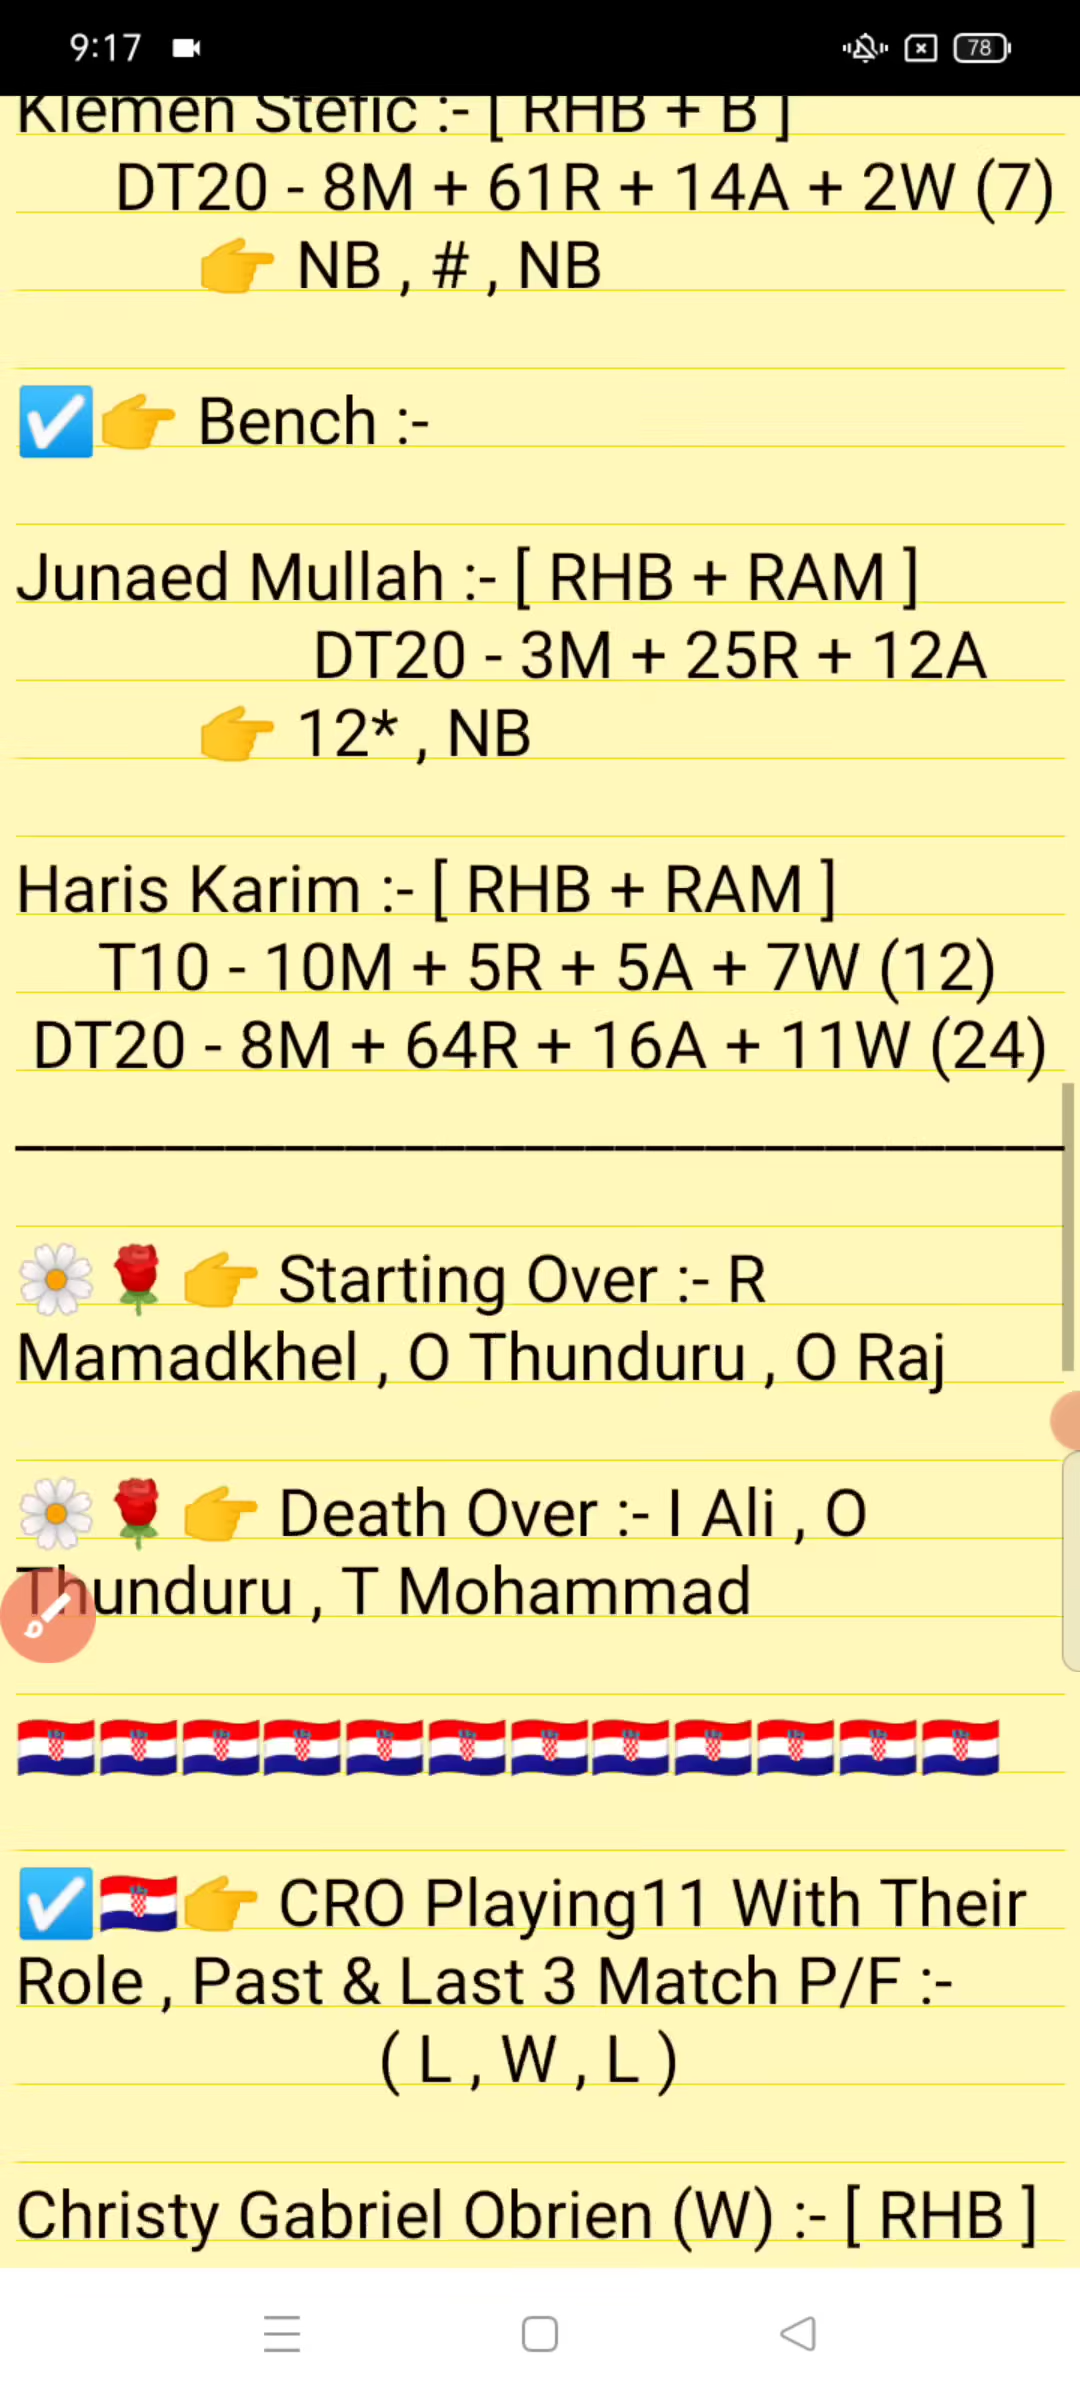 9:17
78
Klemen Stefic :- [ RHB + B ]
DT20 - 8M + 61R + 14A + 2W (7)
👉 NB , # , NB
☑️👉 Bench :-
Junaed Mullah :- [ RHB + RAM ]
DT20 - 3M + 25R + 12A
👉 12* , NB
Haris Karim :- [ RHB + RAM ]
T10 - 10M + 5R + 5A + 7W (12)
DT20 - 8M + 64R + 16A + 11W (24)
🌼🌹👉 Starting Over :- R
Mamadkhel , O Thunduru , O Raj
🌼🌹👉 Death Over :- I Ali , O
Thunduru , T Mohammad
🇭🇷🇭🇷🇭🇷🇭🇷🇭🇷🇭🇷🇭🇷🇭🇷🇭🇷🇭🇷🇭🇷🇭🇷
☑️🇭🇷👉 CRO Playing11 With Their
Role , Past & Last 3 Match P/F :-
( L , W , L )
Christy Gabriel Obrien (W) :- [ RHB ]